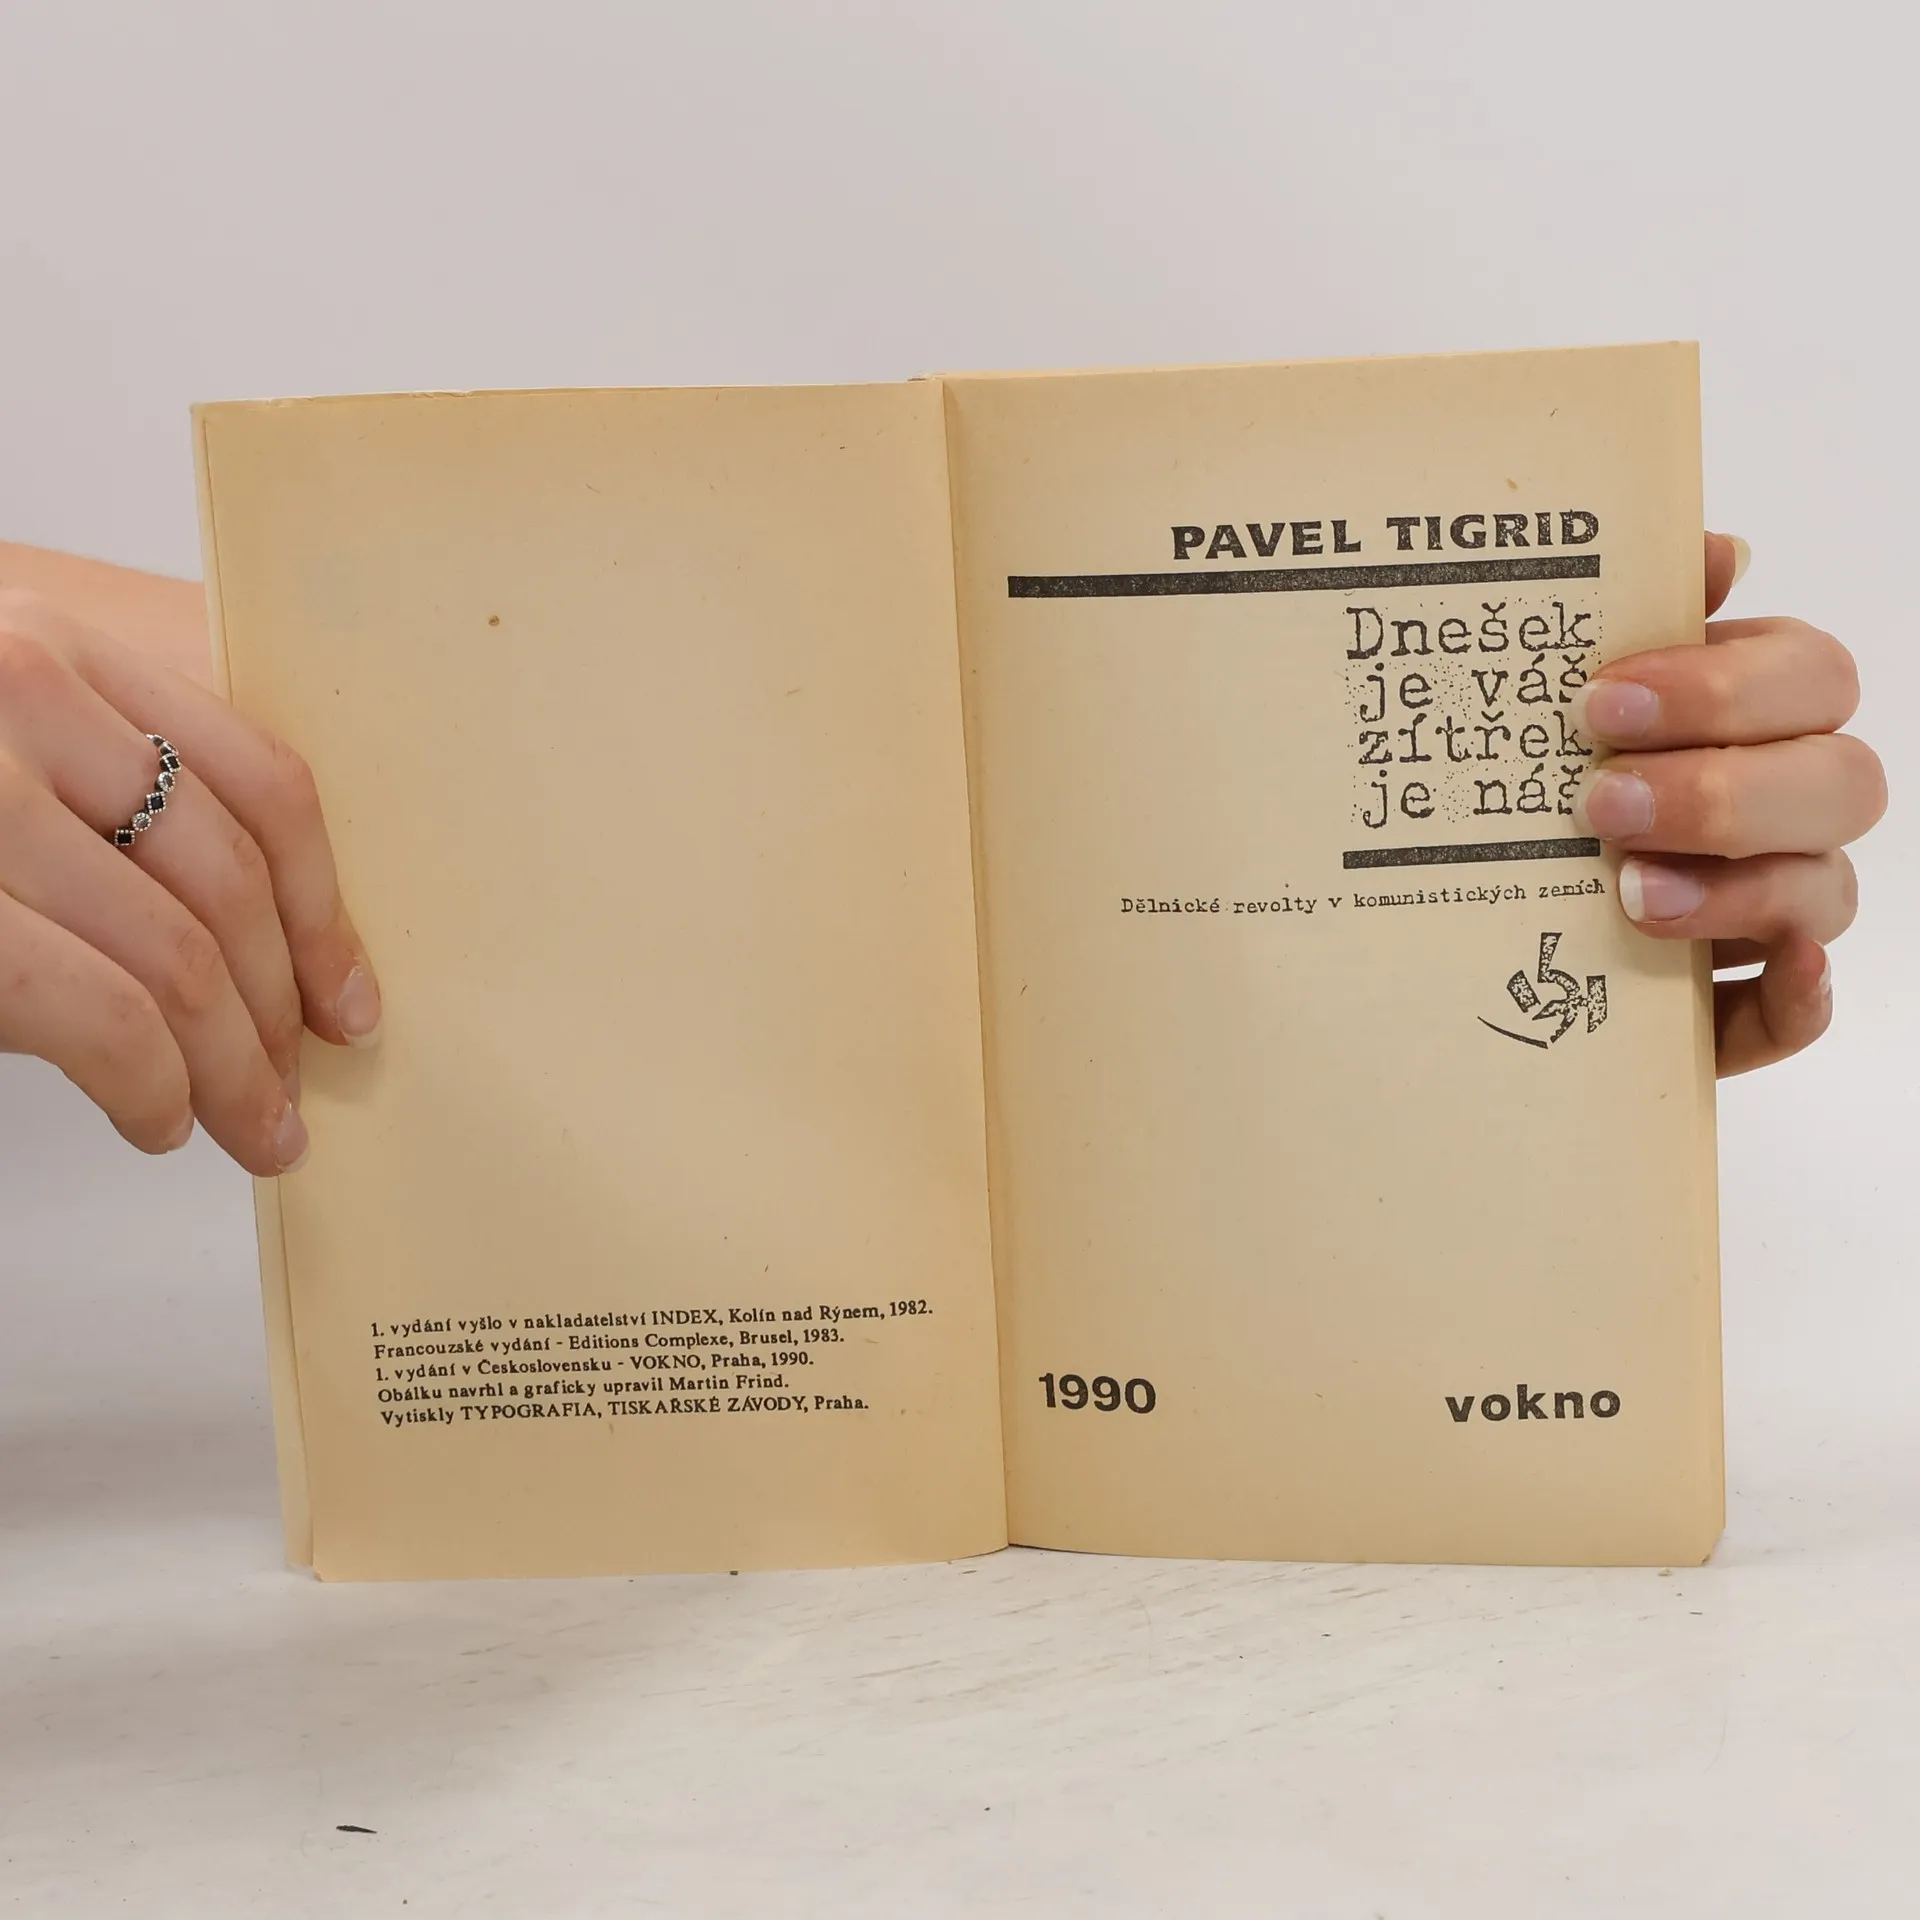 1. vydání vyšlo v nakladatelství INDEX, Kolín nad Rýnem, 1982.
Francouzské vydání - Editions Complexe, Brusel, 1983.
1. vydání v Československu - VOKNO, Praha, 1990.
Obálku navrhl a graficky upravil Martin Frind.
Vytiskly TYPOGRAFIA, TISKAŘSKÉ ZÁVODY, Praha.
PAVEL TIGRID
Dnešek
je váš
zítřek
je náš
Dělnické revolty v komunistických zemích
1990 vokno